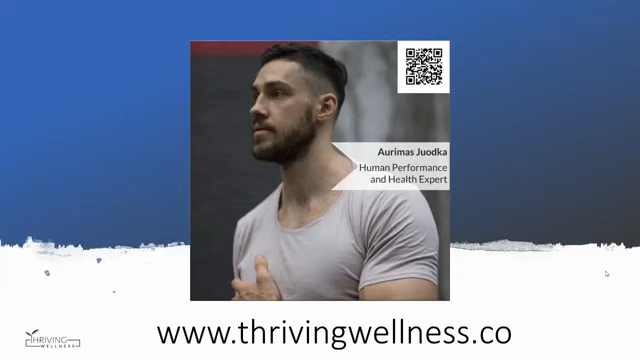 Aurimas Juodka
Human Performance
and Health Expert
THRIVING
WELLNESS
www.thrivingwellness.co